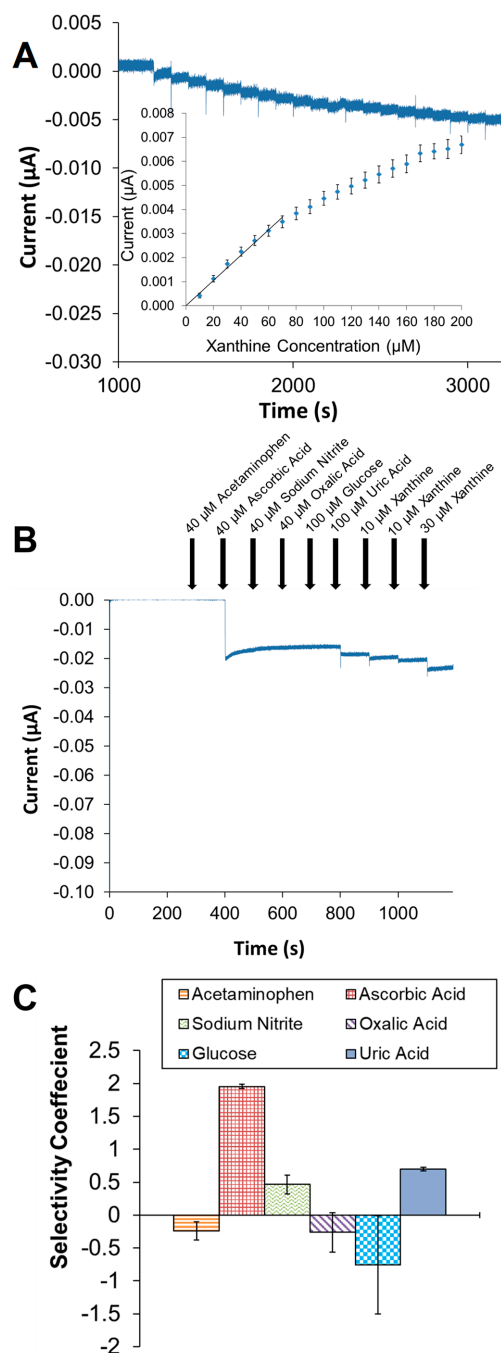 A
0.005
0.000
-0.005
-0.010
-0.015
-0.020
-0.025
-0.030
Current (µA)
1000
2000
3000
Time (s)
0.008
0.007
0.006
0.005
0.004
0.003
0.002
0.001
0.000
Current (µA)
0 20 40 60 80 100 120 140 160 180 200
Xanthine Concentration (µM)
B
40 µM Acetaminophen
40 µM Ascorbic Acid
40 µM Sodium Nitrite
40 µM Oxalic Acid
100 µM Glucose
100 µM Uric Acid
10 µM Xanthine
10 µM Xanthine
30 µM Xanthine
0.00
-0.01
-0.02
-0.03
-0.04
-0.05
-0.06
-0.07
-0.08
-0.09
-0.10
Current (µA)
0 200 400 600 800 1000
Time (s)
C
Acetaminophen Ascorbic Acid
Sodium Nitrite Oxalic Acid
Glucose Uric Acid
2.5
2
1.5
1
0.5
0
-0.5
-1
-1.5
-2
Selectivity Coeffecient